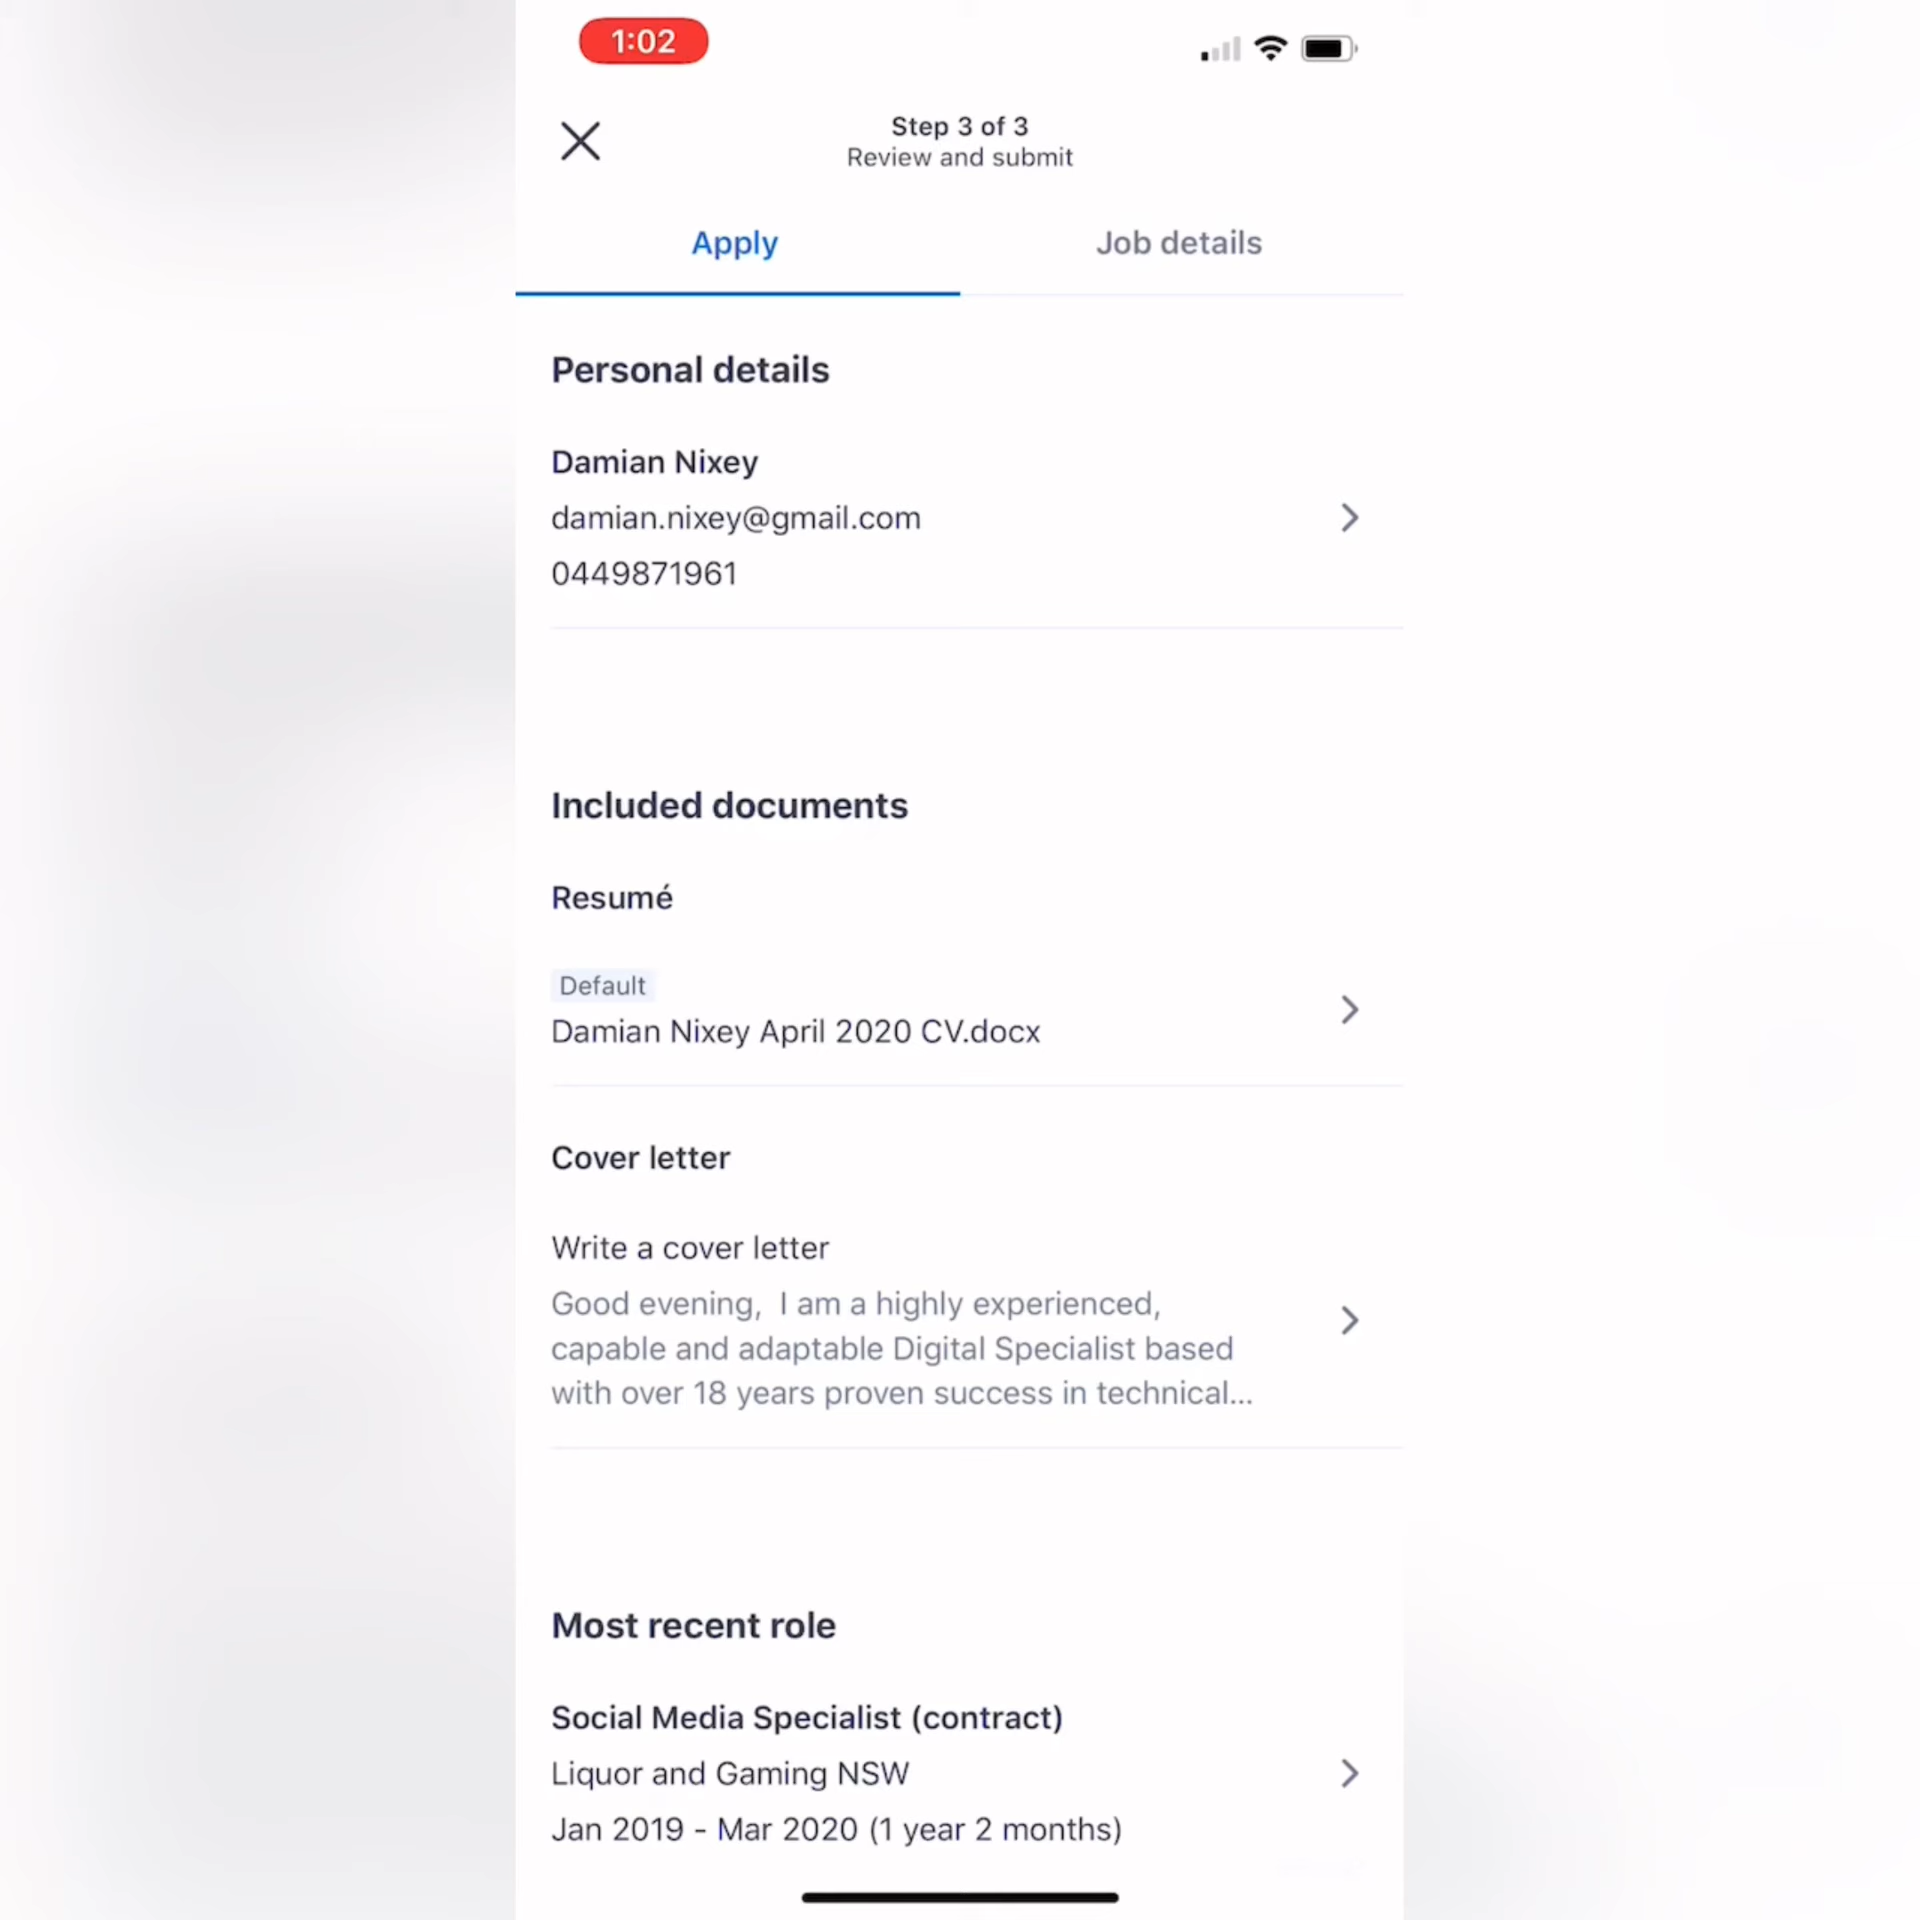 1:02
Step 3 of 3
Review and submit
Apply
Job details
Personal details
Damian Nixey
damian.nixey@gmail.com
0449871961
Included documents
Resumé
Default
Damian Nixey April 2020 CV.docx
Cover letter
Write a cover letter
Good evening,  I am a highly experienced,
capable and adaptable Digital Specialist based
with over 18 years proven success in technical...
Most recent role
Social Media Specialist (contract)
Liquor and Gaming NSW
Jan 2019 - Mar 2020 (1 year 2 months)